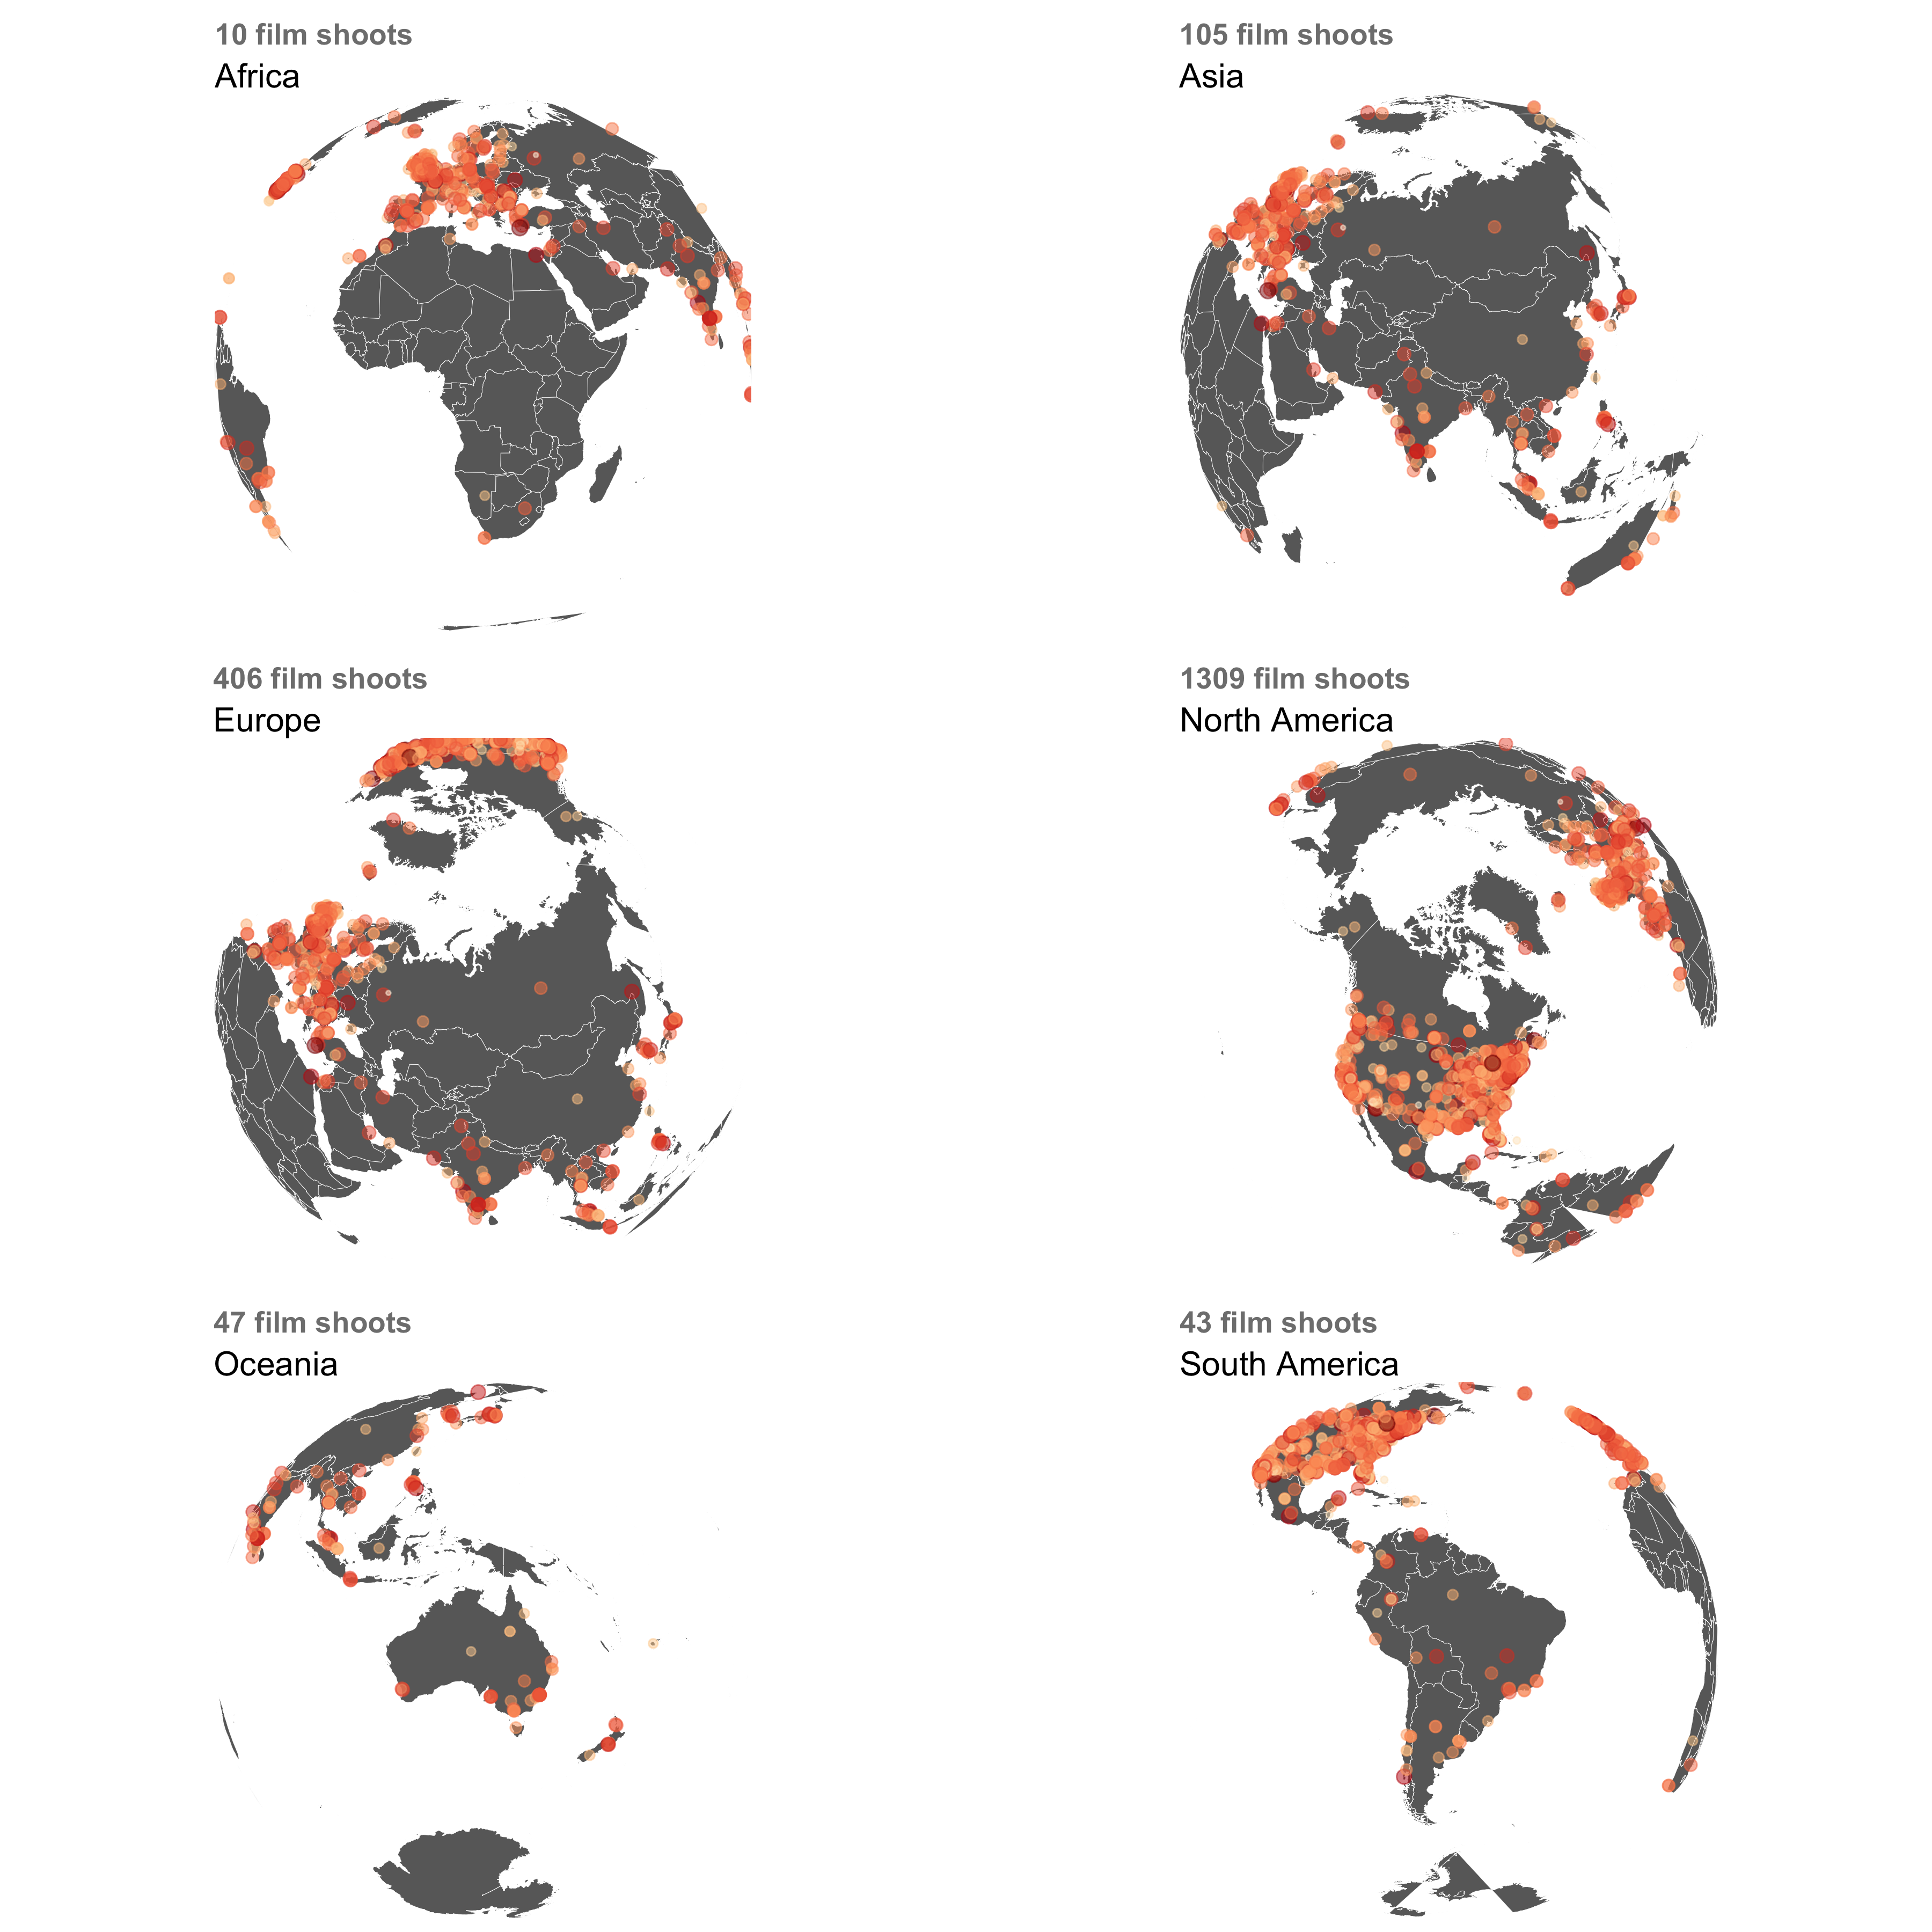 10 film shoots
Africa
105 film shoots
Asia
406 film shoots
Europe
1309 film shoots
North America
47 film shoots
Oceania
43 film shoots
South America